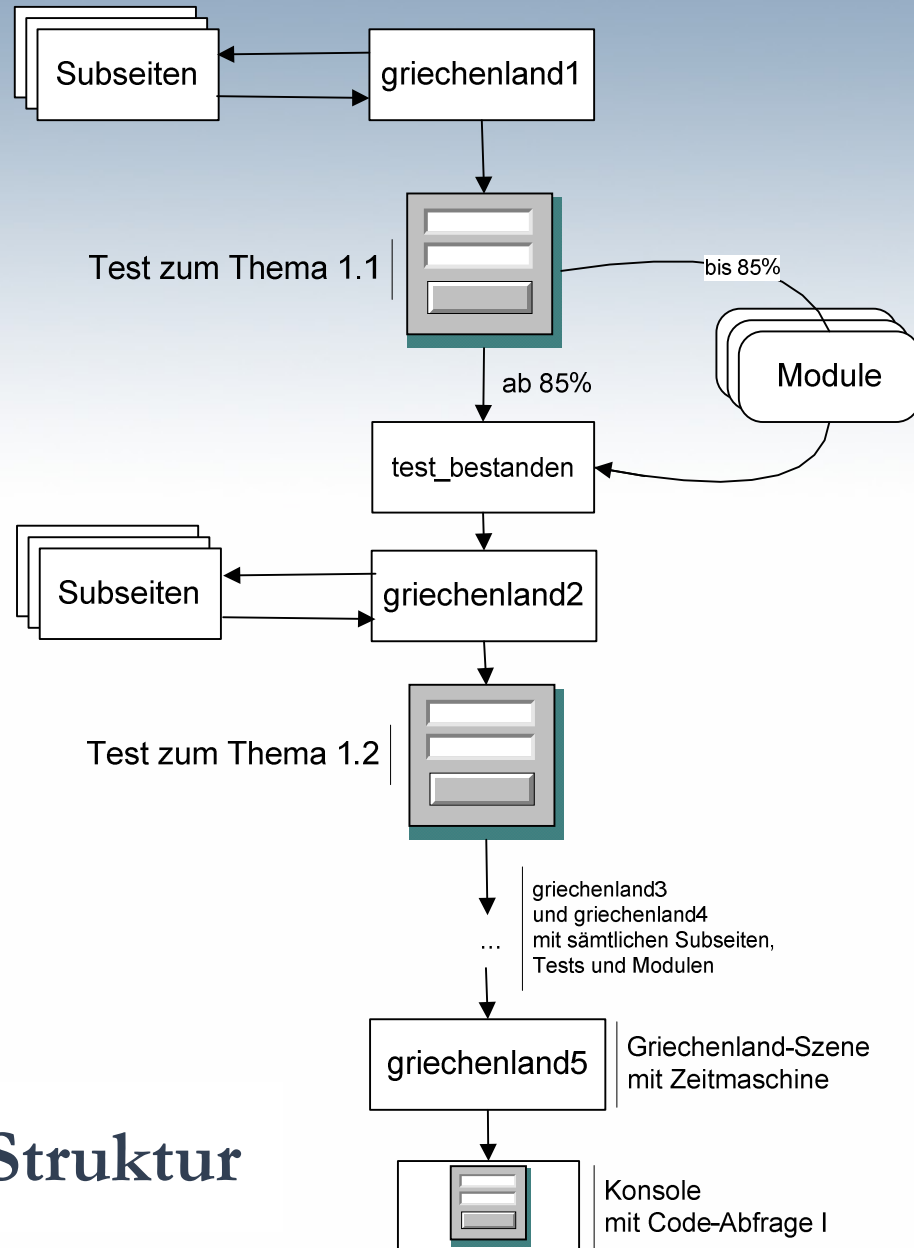 Subseiten
griechenland1
Test zum Thema 1.1
bis 85%
Module
ab 85%
test_bestanden
Subseiten
griechenland2
Test zum Thema 1.2
griechenland3
und griechenland4
mit sämtlichen Subseiten,
Tests und Modulen
...
griechenland5
Griechenland-Szene
mit Zeitmaschine
Struktur
Konsole
mit Code-Abfrage I